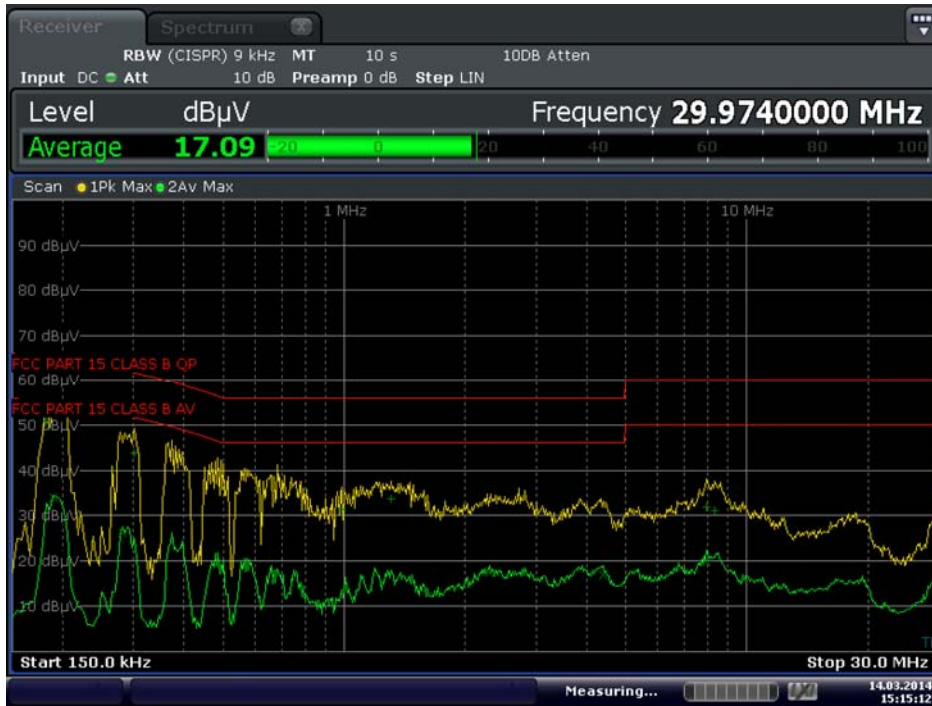 Receiver Spectrum X
RBW (CISPR) 9 kHz MT 10 s 10DB Atten
Input DC Att 10 dB Preamp 0 dB Step LIN
Level dBµV Frequency 29.9740000 MHz
Average 17.09 -20 0 20 40 60 80 100
Scan 1Pk Max 2Av Max
1 MHz 10 MHz
90 dBµV
80 dBµV
70 dBµV
FCC PART 15 CLASS B QP
60 dBµV
FCC PART 15 CLASS B AV
50 dBµV
40 dBµV
30 dBµV
20 dBµV
10 dBµV
Start 150.0 kHz Stop 30.0 MHz
Measuring... 14.03.2014
15:15:12